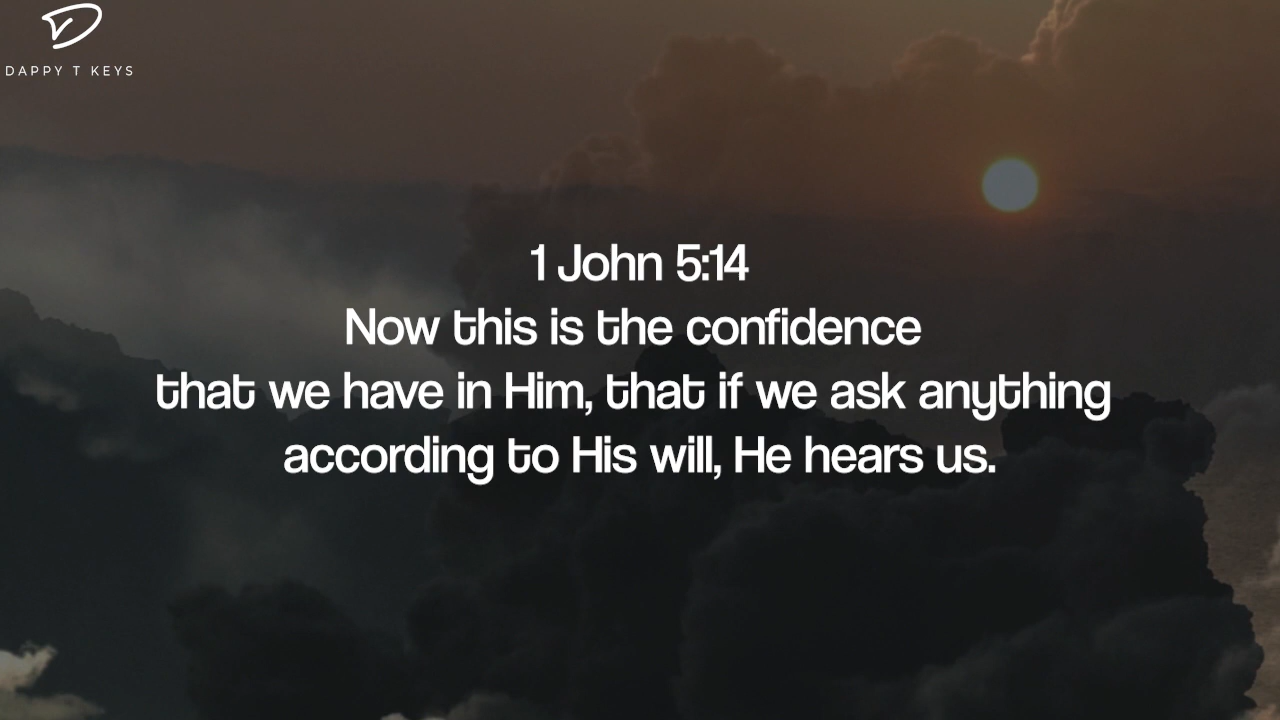 DAPPY T KEYS
1 John 5:14
Now this is the confidence
that we have in Him, that if we ask anything
according to His will, He hears us.